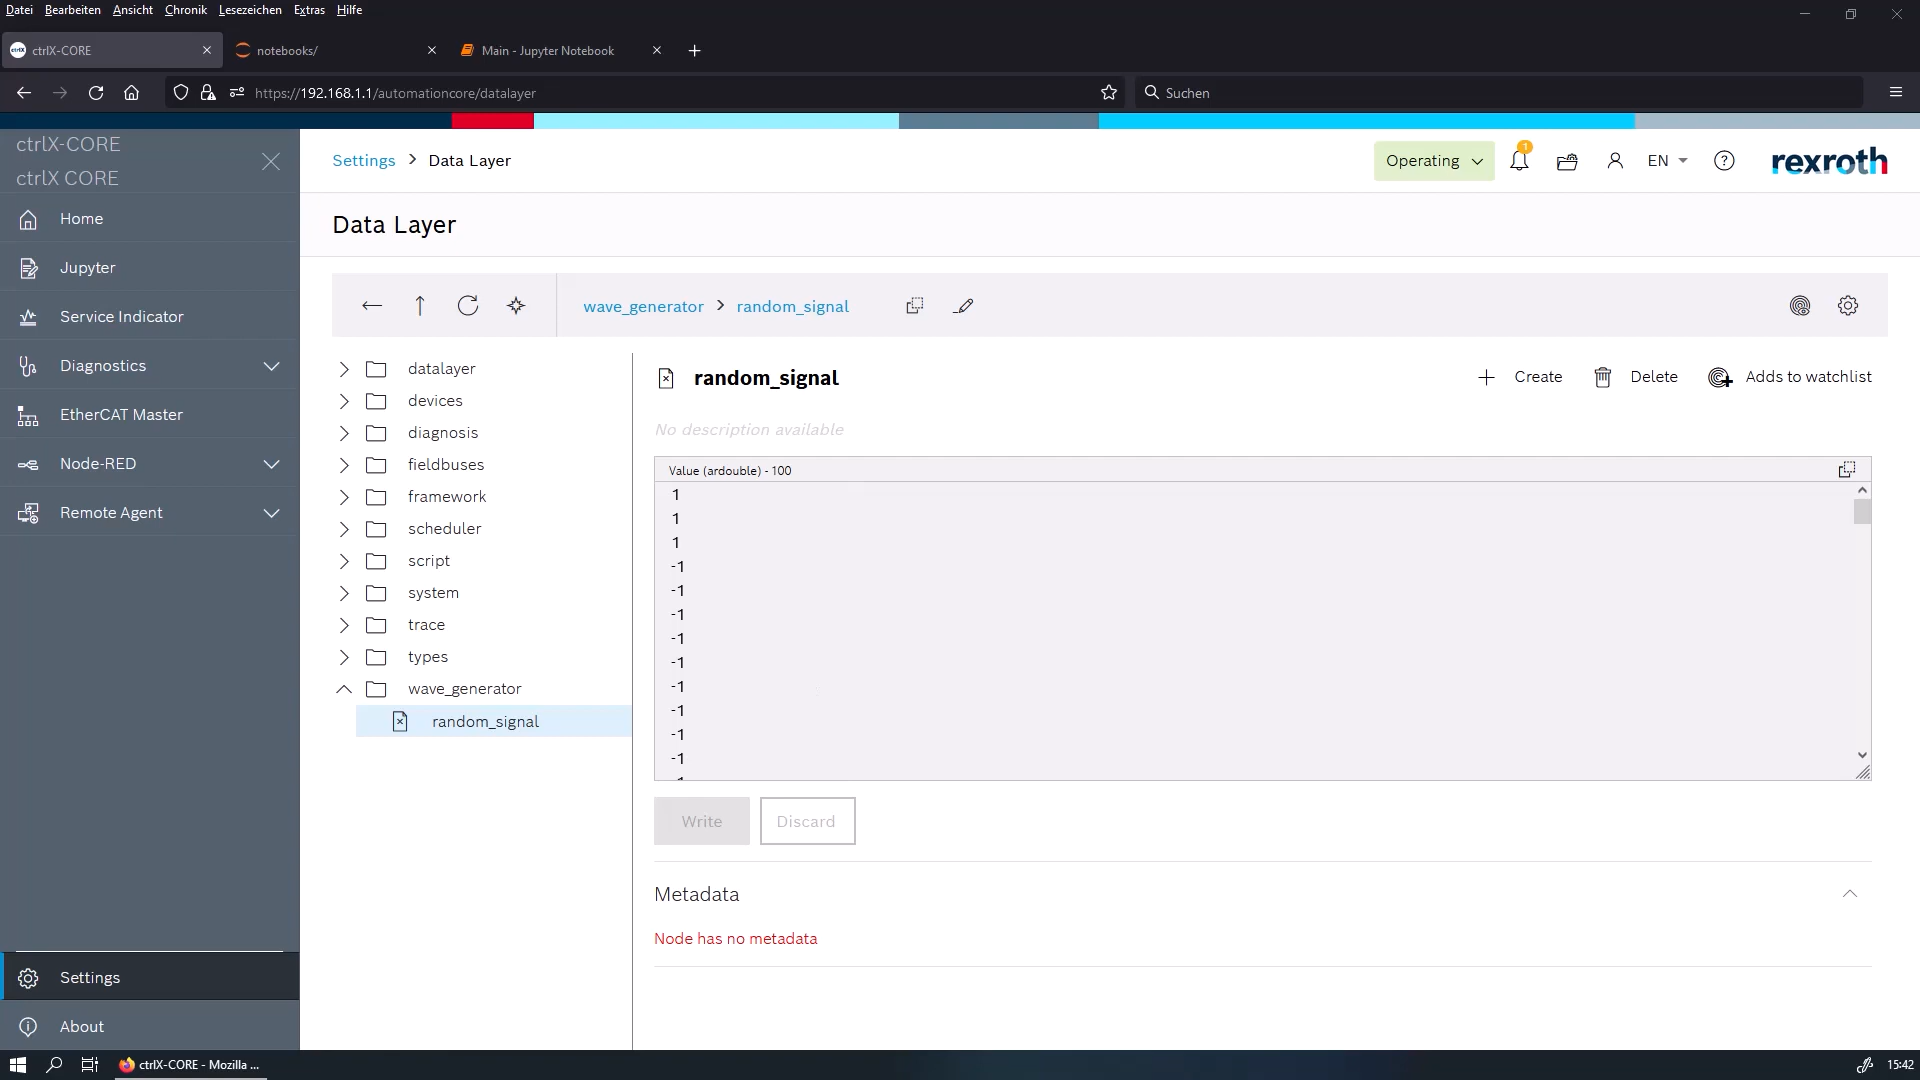 Datei Bearbeiten Ansicht Chronik Lesezeichen Extras Hilfe
ctrlX ctrlX-CORE
notebooks/
Main - Jupyter Notebook
https://192.168.1.1/automationcore/datalayer
Suchen
ctrlX-CORE
ctrlX CORE
Home
Jupyter
Service Indicator
Diagnostics
EtherCAT Master
Node-RED
Remote Agent
Settings
About
Settings > Data Layer
Operating
1
EN
?
rexroth
Data Layer
wave_generator > random_signal
datalayer
devices
diagnosis
fieldbuses
framework
scheduler
script
system
trace
types
wave_generator
random_signal
random_signal
Create
Delete
Adds to watchlist
No description available
Value (ardouble) - 100
1
1
1
-1
-1
-1
-1
-1
-1
-1
-1
-1
Write
Discard
Metadata
Node has no metadata
ctrlX-CORE - Mozilla ...
15:42